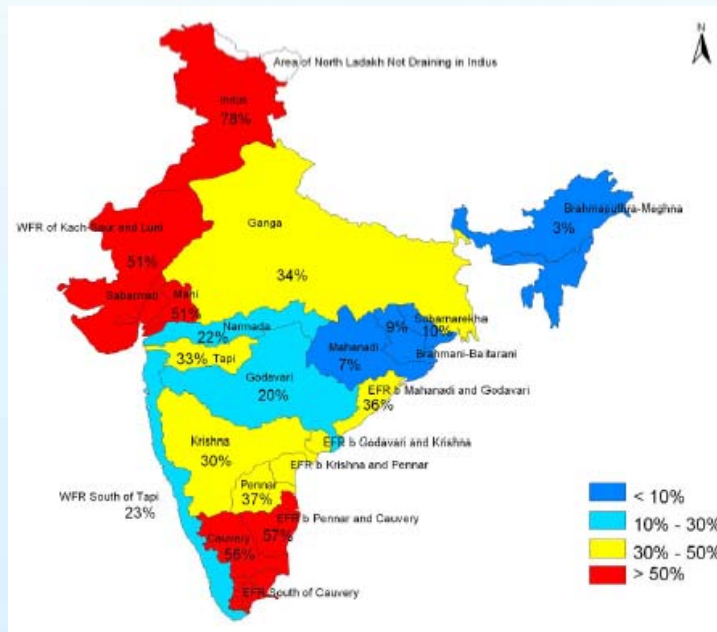 N
Area of North Ladakh Not Draining in Indus
Indus
78%
Brahmaputhra-Meghna
3%
WFR of Kach-Saur and Luni
51%
Ganga
34%
Sabarmati
Mahi
51%
Narmada
22%
33% Tapi
Subarnarekha
9%
10%
Mahanadi
7%
Brahmani-Baitarani
Godavari
20%
EFR b Mahanadi and Godavari
36%
Krishna
30%
EFR b Godavari and Krishna
EFR b Krishna and Pennar
Pennar
37%
WFR South of Tapi
23%
EFR b Pennar and Cauvery
57%
Cauvery
EFR South of Cauvery
< 10%
10% - 30%
30% - 50%
> 50%